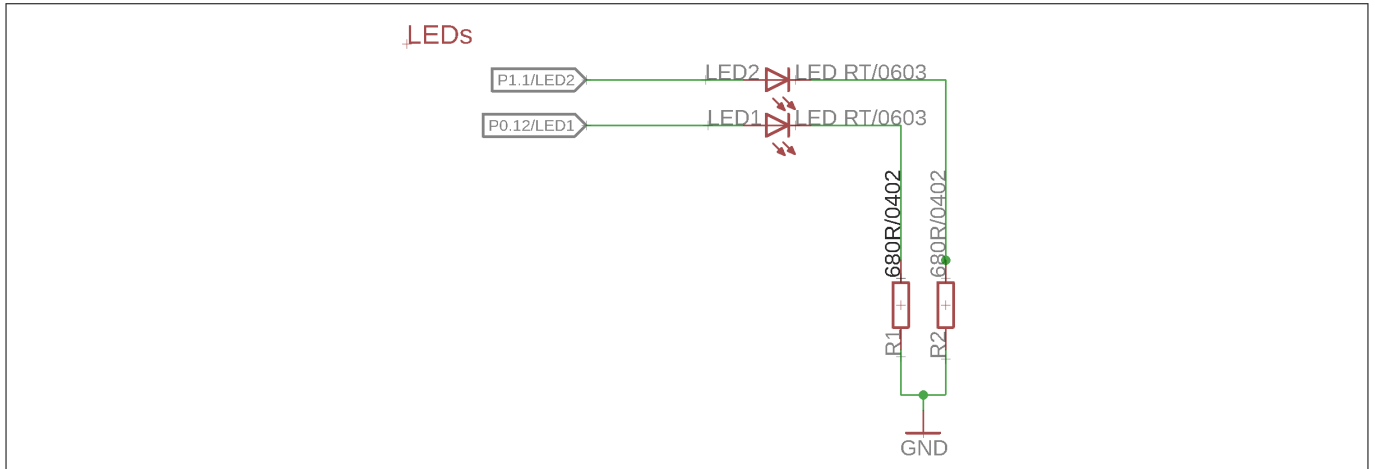 LEDs
P1.1/LED2
LED2
LED RT/0603
P0.12/LED1
LED1
LED RT/0603
680R/0402
680R/0402
R1
R2
GND